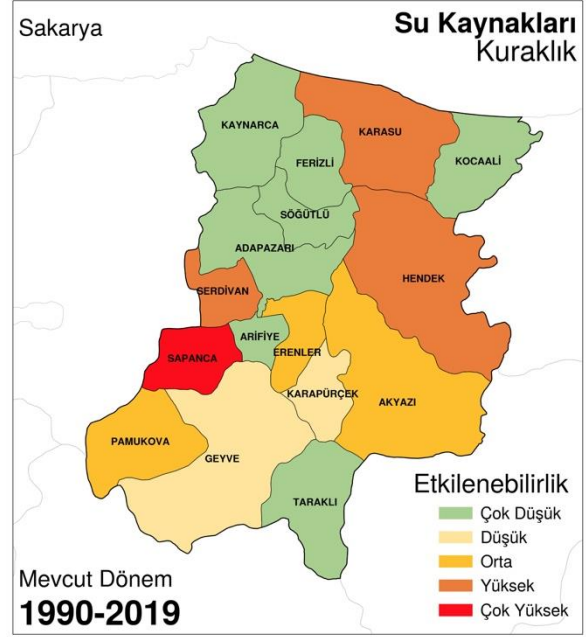 Sakarya
Su Kaynakları
Kuraklık
KAYNARCA
KARASU
FERİZLİ
KOCAALİ
SÖĞÜTLÜ
ADAPAZARI
HENDEK
SERDİVAN
ARİFİYE
ERENLER
SAPANCA
KARAPÜRÇEK
AKYAZI
PAMUKOVA
GEYVE
TARAKLI
Etkilenebilirlik
Çok Düşük
Düşük
Orta
Yüksek
Çok Yüksek
Mevcut Dönem
1990-2019